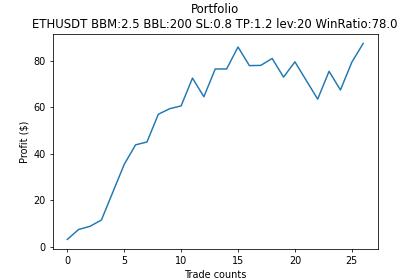 Portfolio
ETHUSDT BBM:2.5 BBL:200 SL:0.8 TP:1.2 lev:20 WinRatio:78.0
80
60
40
20
0
Profit ($)
0 5 10 15 20 25
Trade counts